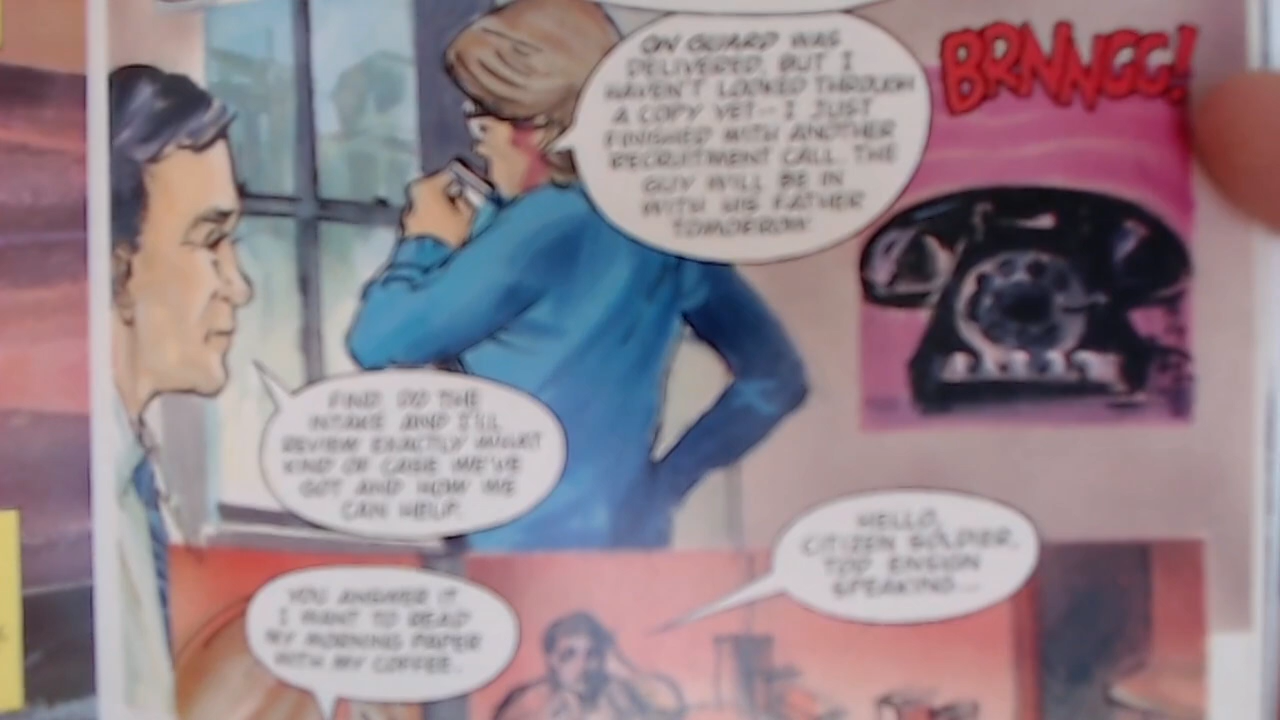 ON GUARD WAS
DELIVERED, BUT I
HAVEN'T LOOKED THROUGH
A COPY YET-- I JUST
FINISHED WITH ANOTHER
RECRUITMENT CALL. THE
GUY WILL BE IN
WITH HIS FATHER
TOMORROW
BRNNGG!
FIND DO THE
INTAKE AND I'LL
REVIEW EXACTLY WHAT
KIND OF CASE WE'VE
GOT AND HOW WE
CAN HELP.
HELLO,
CITIZEN SOLDIER,
TOD ENSIGN
SPEAKING...
YOU ANSWER IT
I WANT TO READ
MY MORNING PAPER
WITH MY COFFEE.